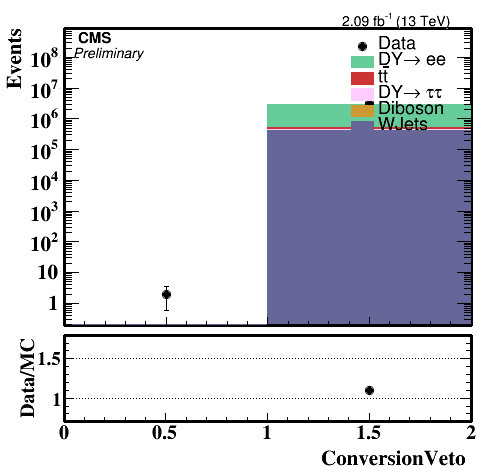 2.09 fb⁻¹ (13 TeV)
CMS
Preliminary
Events
10⁸
10⁷
10⁶
10⁵
10⁴
10³
10²
10
1
Data
DY→ ee
tt̄
DY→ ττ
Diboson
WJets
Data/MC
1.5
1
0 0.5 1 1.5 2
ConversionVeto